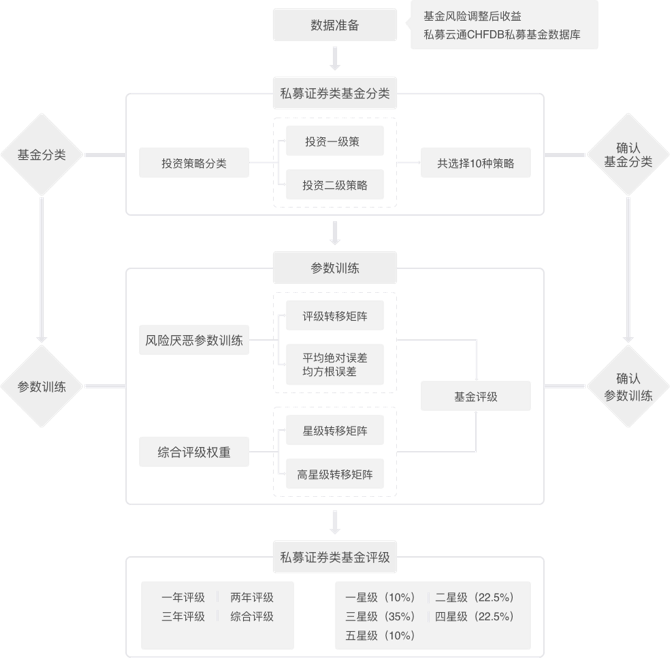 数据准备
基金风险调整后收益
私募云通CHFDB私募基金数据库
私募证券类基金分类
基金分类
投资策略分类
投资一级策
投资二级策略
共选择10种策略
确认
基金分类
参数训练
风险厌恶参数训练
评级转移矩阵
平均绝对误差
均方根误差
参数训练
基金评级
确认
参数训练
综合评级权重
星级转移矩阵
高星级转移矩阵
私募证券类基金评级
一年评级 两年评级
三年评级 综合评级
一星级（10%） 二星级（22.5%）
三星级（35%） 四星级（22.5%）
五星级（10%）